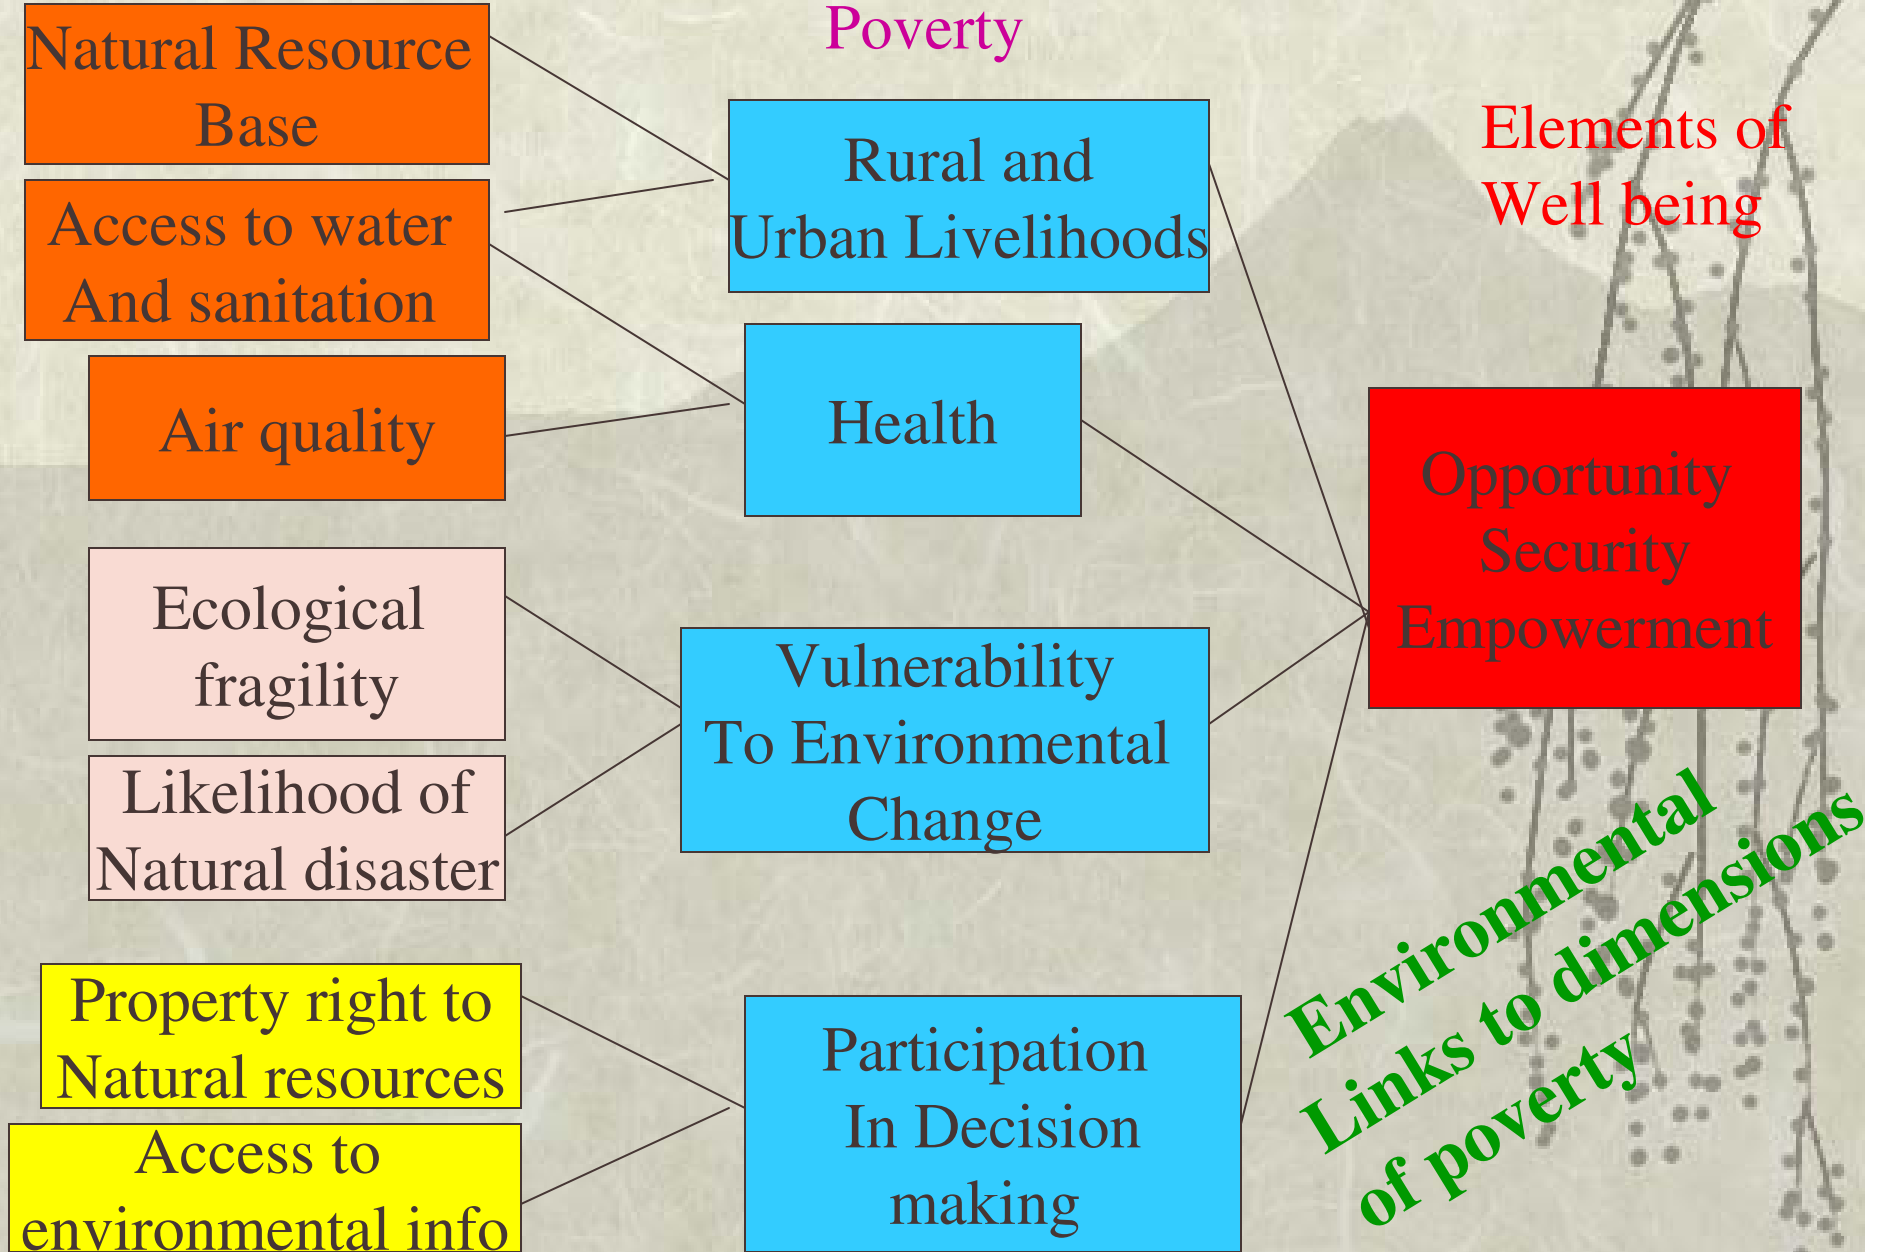 Natural Resource
Base
Access to water
And sanitation
Air quality
Ecological
fragility
Likelihood of
Natural disaster
Property right to
Natural resources
Access to
environmental info
Poverty
Rural and
Urban Livelihoods
Health
Vulnerability
To Environmental
Change
Participation
In Decision
making
Elements of
Well being
Opportunity
Security
Empowerment
Environmental
Links to dimensions
of poverty